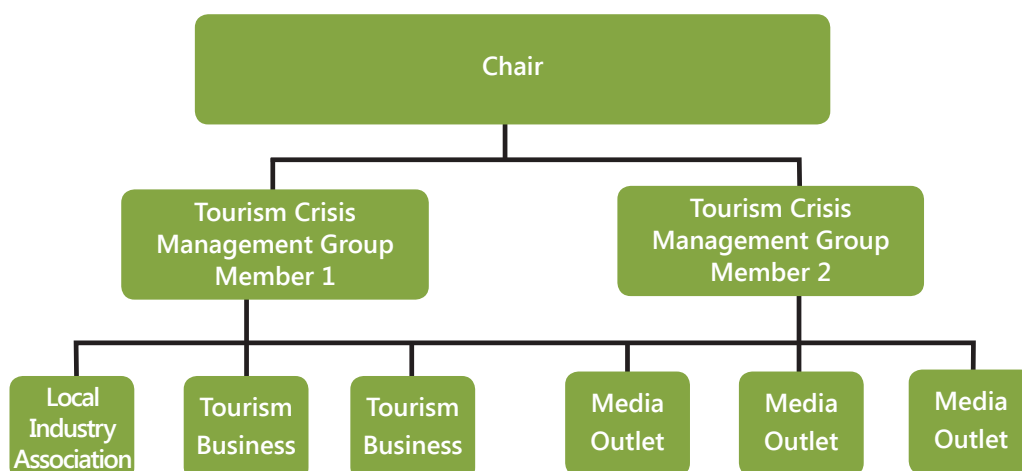 Chair
Tourism Crisis
Management Group
Member 1
Tourism Crisis
Management Group
Member 2
Local
Industry
Association
Tourism
Business
Tourism
Business
Media
Outlet
Media
Outlet
Media
Outlet